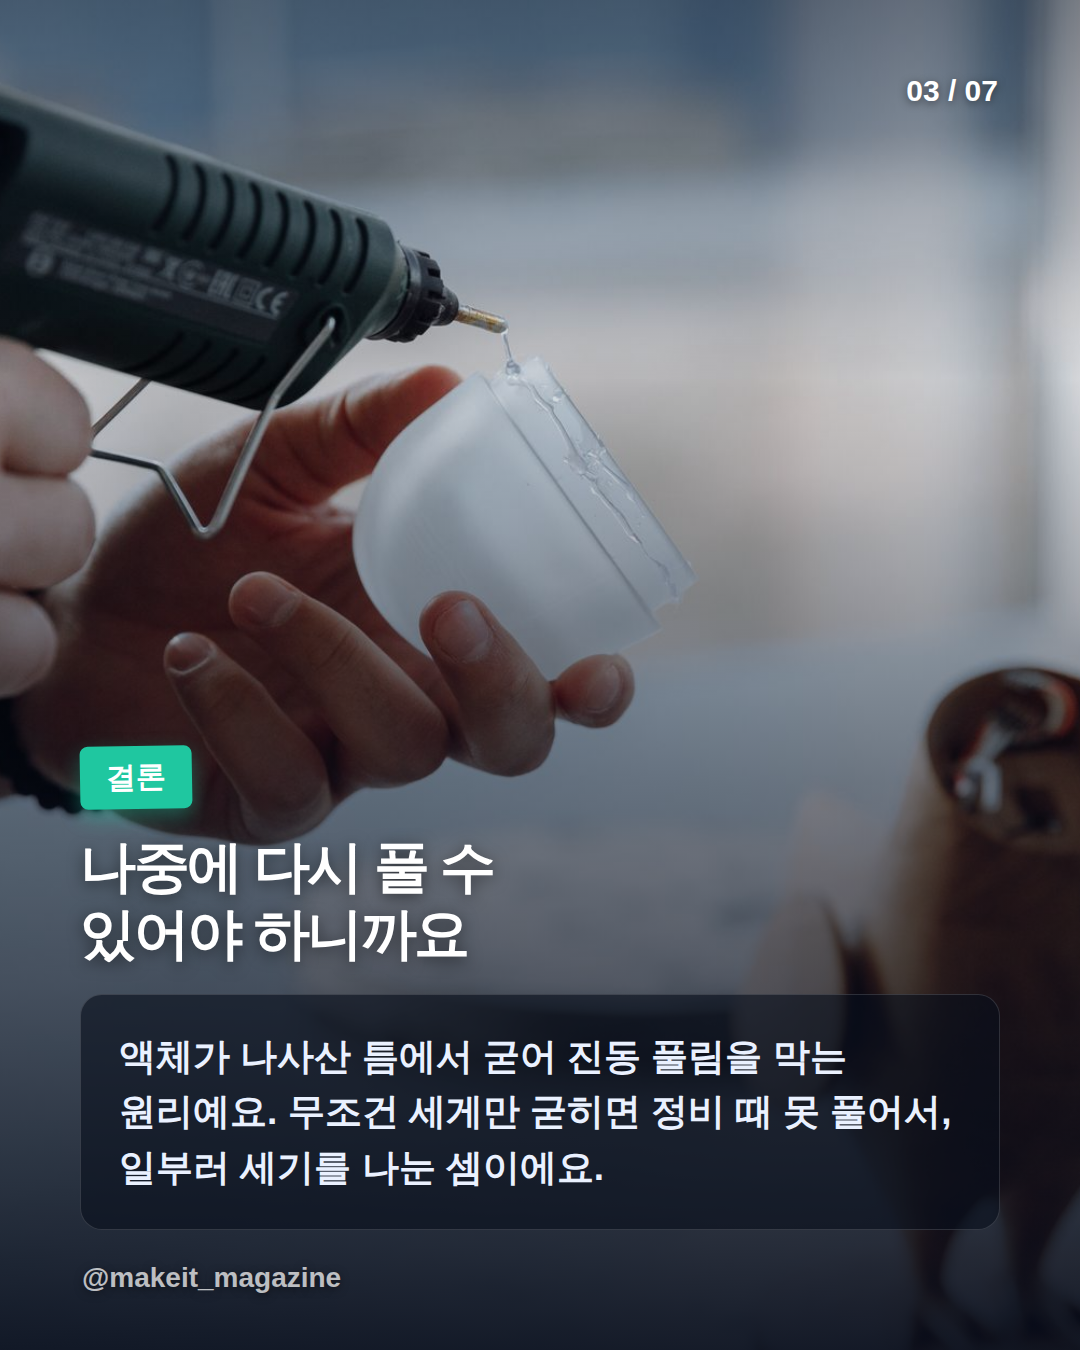 03 / 07
CE
결론
나중에 다시 풀 수
있어야 하니까요
액체가 나사산 틈에서 굳어 진동 풀림을 막는
원리예요. 무조건 세게만 굳히면 정비 때 못 풀어서,
일부러 세기를 나눈 셈이에요.
@makeit_magazine